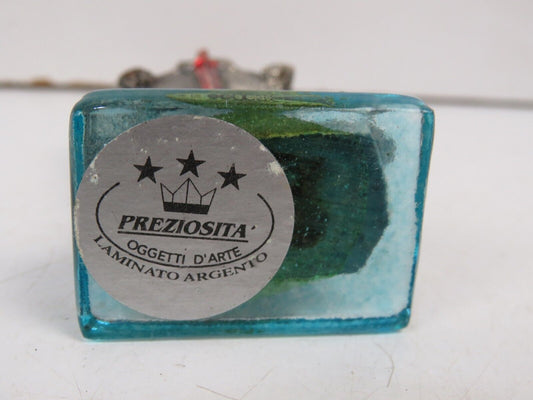 PREZIOSITA'
OGGETTI D'ARTE
LAMINATO ARGENTO